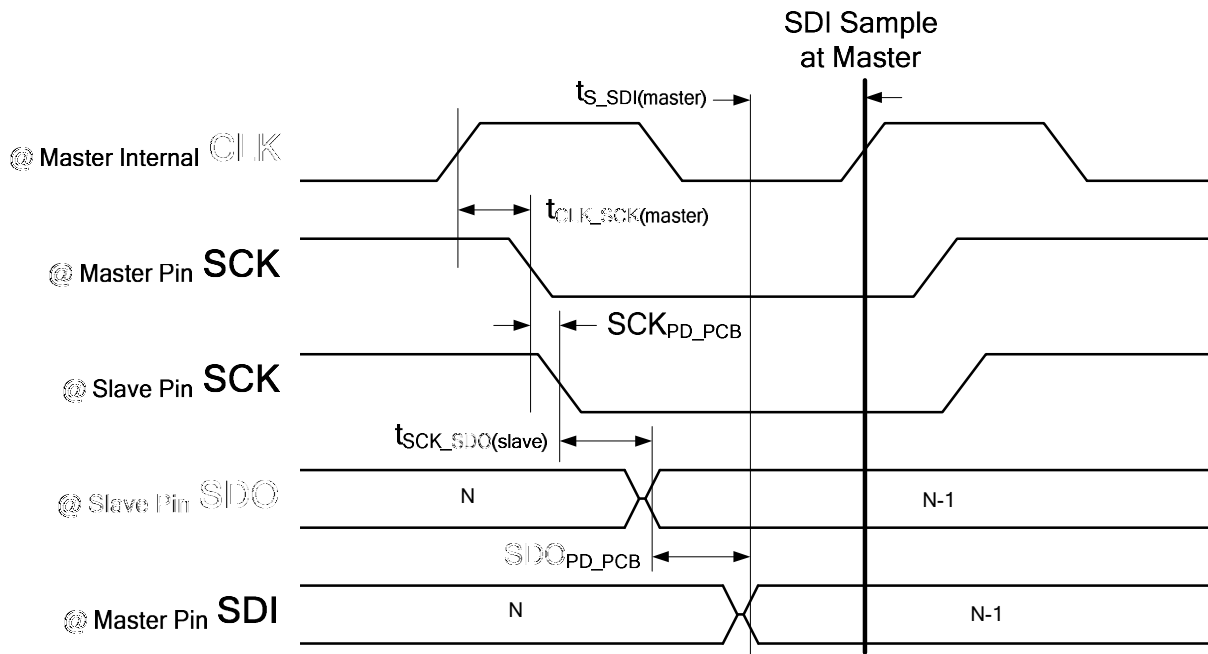 SDI Sample
at Master
tS_SDI(master)
@ Master Internal CLK
tCLK_SCK(master)
@ Master Pin SCK
SCKPD_PCB
@ Slave Pin SCK
tSCK_SDO(slave)
@ Slave Pin SDO
N
N-1
SDOPD_PCB
@ Master Pin SDI
N
N-1